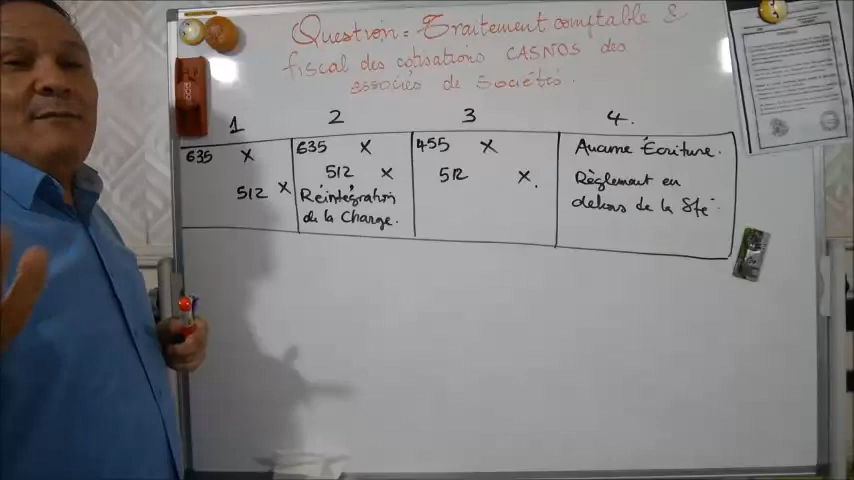 Question = Traitement comptable &
fiscal des cotisations CASNOS des
associés de Sociétés.
1 2 3 4.
635 X 635 X 455 X Aucune Écriture.
512 X 512 X 512 X. Règlement en
Réintégration dehors de la Sté.
de la Charge.